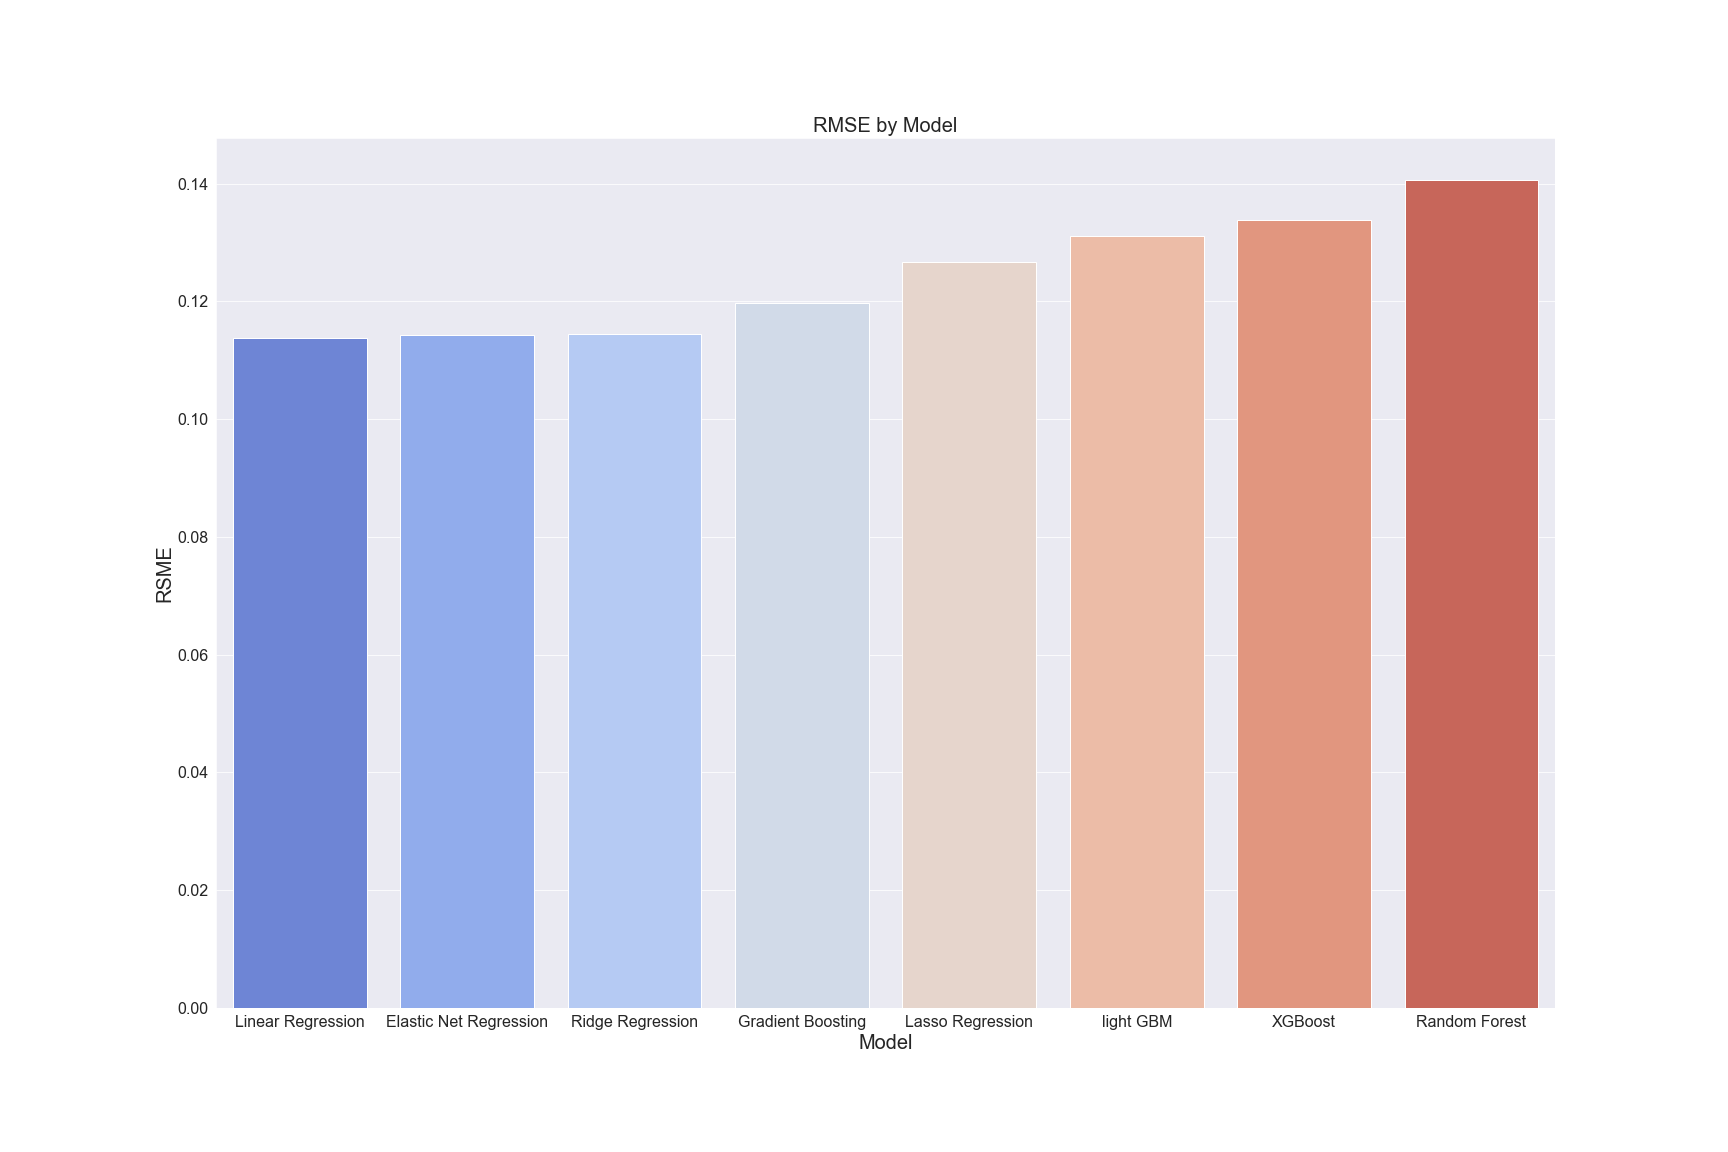 RMSE by Model
0.14
0.12
0.10
0.08
0.06
0.04
0.02
0.00
RSME
Linear Regression
Elastic Net Regression
Ridge Regression
Gradient Boosting
Lasso Regression
light GBM
XGBoost
Random Forest
Model